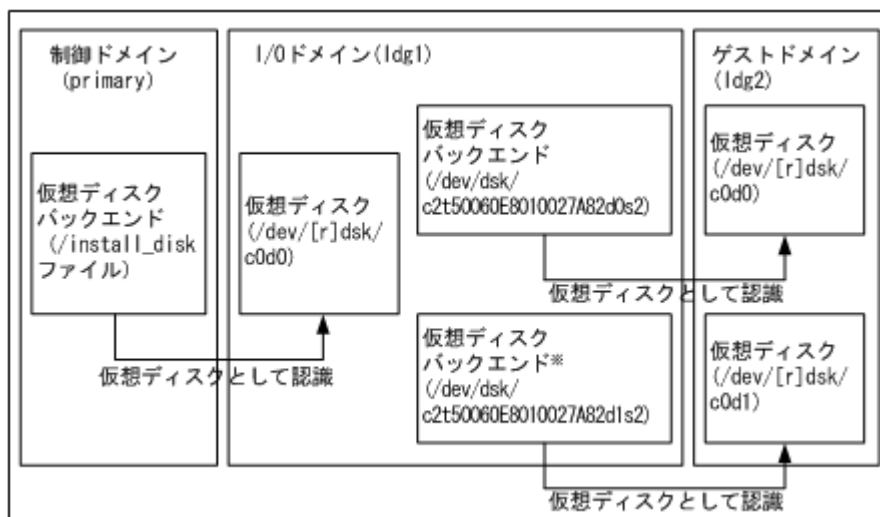 制御ドメイン
(primary)
仮想ディスク
バックエンド
(/install_disk
ファイル)
仮想ディスクとして認識
I/Oドメイン(ldg1)
仮想ディスク
(/dev/[r]dsk/
c0d0)
仮想ディスク
バックエンド
(/dev/dsk/
c2t50060E8010027A82d0s2)
仮想ディスクとして認識
仮想ディスク
バックエンド※
(/dev/dsk/
c2t50060E8010027A82d1s2)
仮想ディスクとして認識
ゲストドメイン
(ldg2)
仮想ディスク
(/dev/[r]dsk/
c0d0)
仮想ディスク
(/dev/[r]dsk/
c0d1)